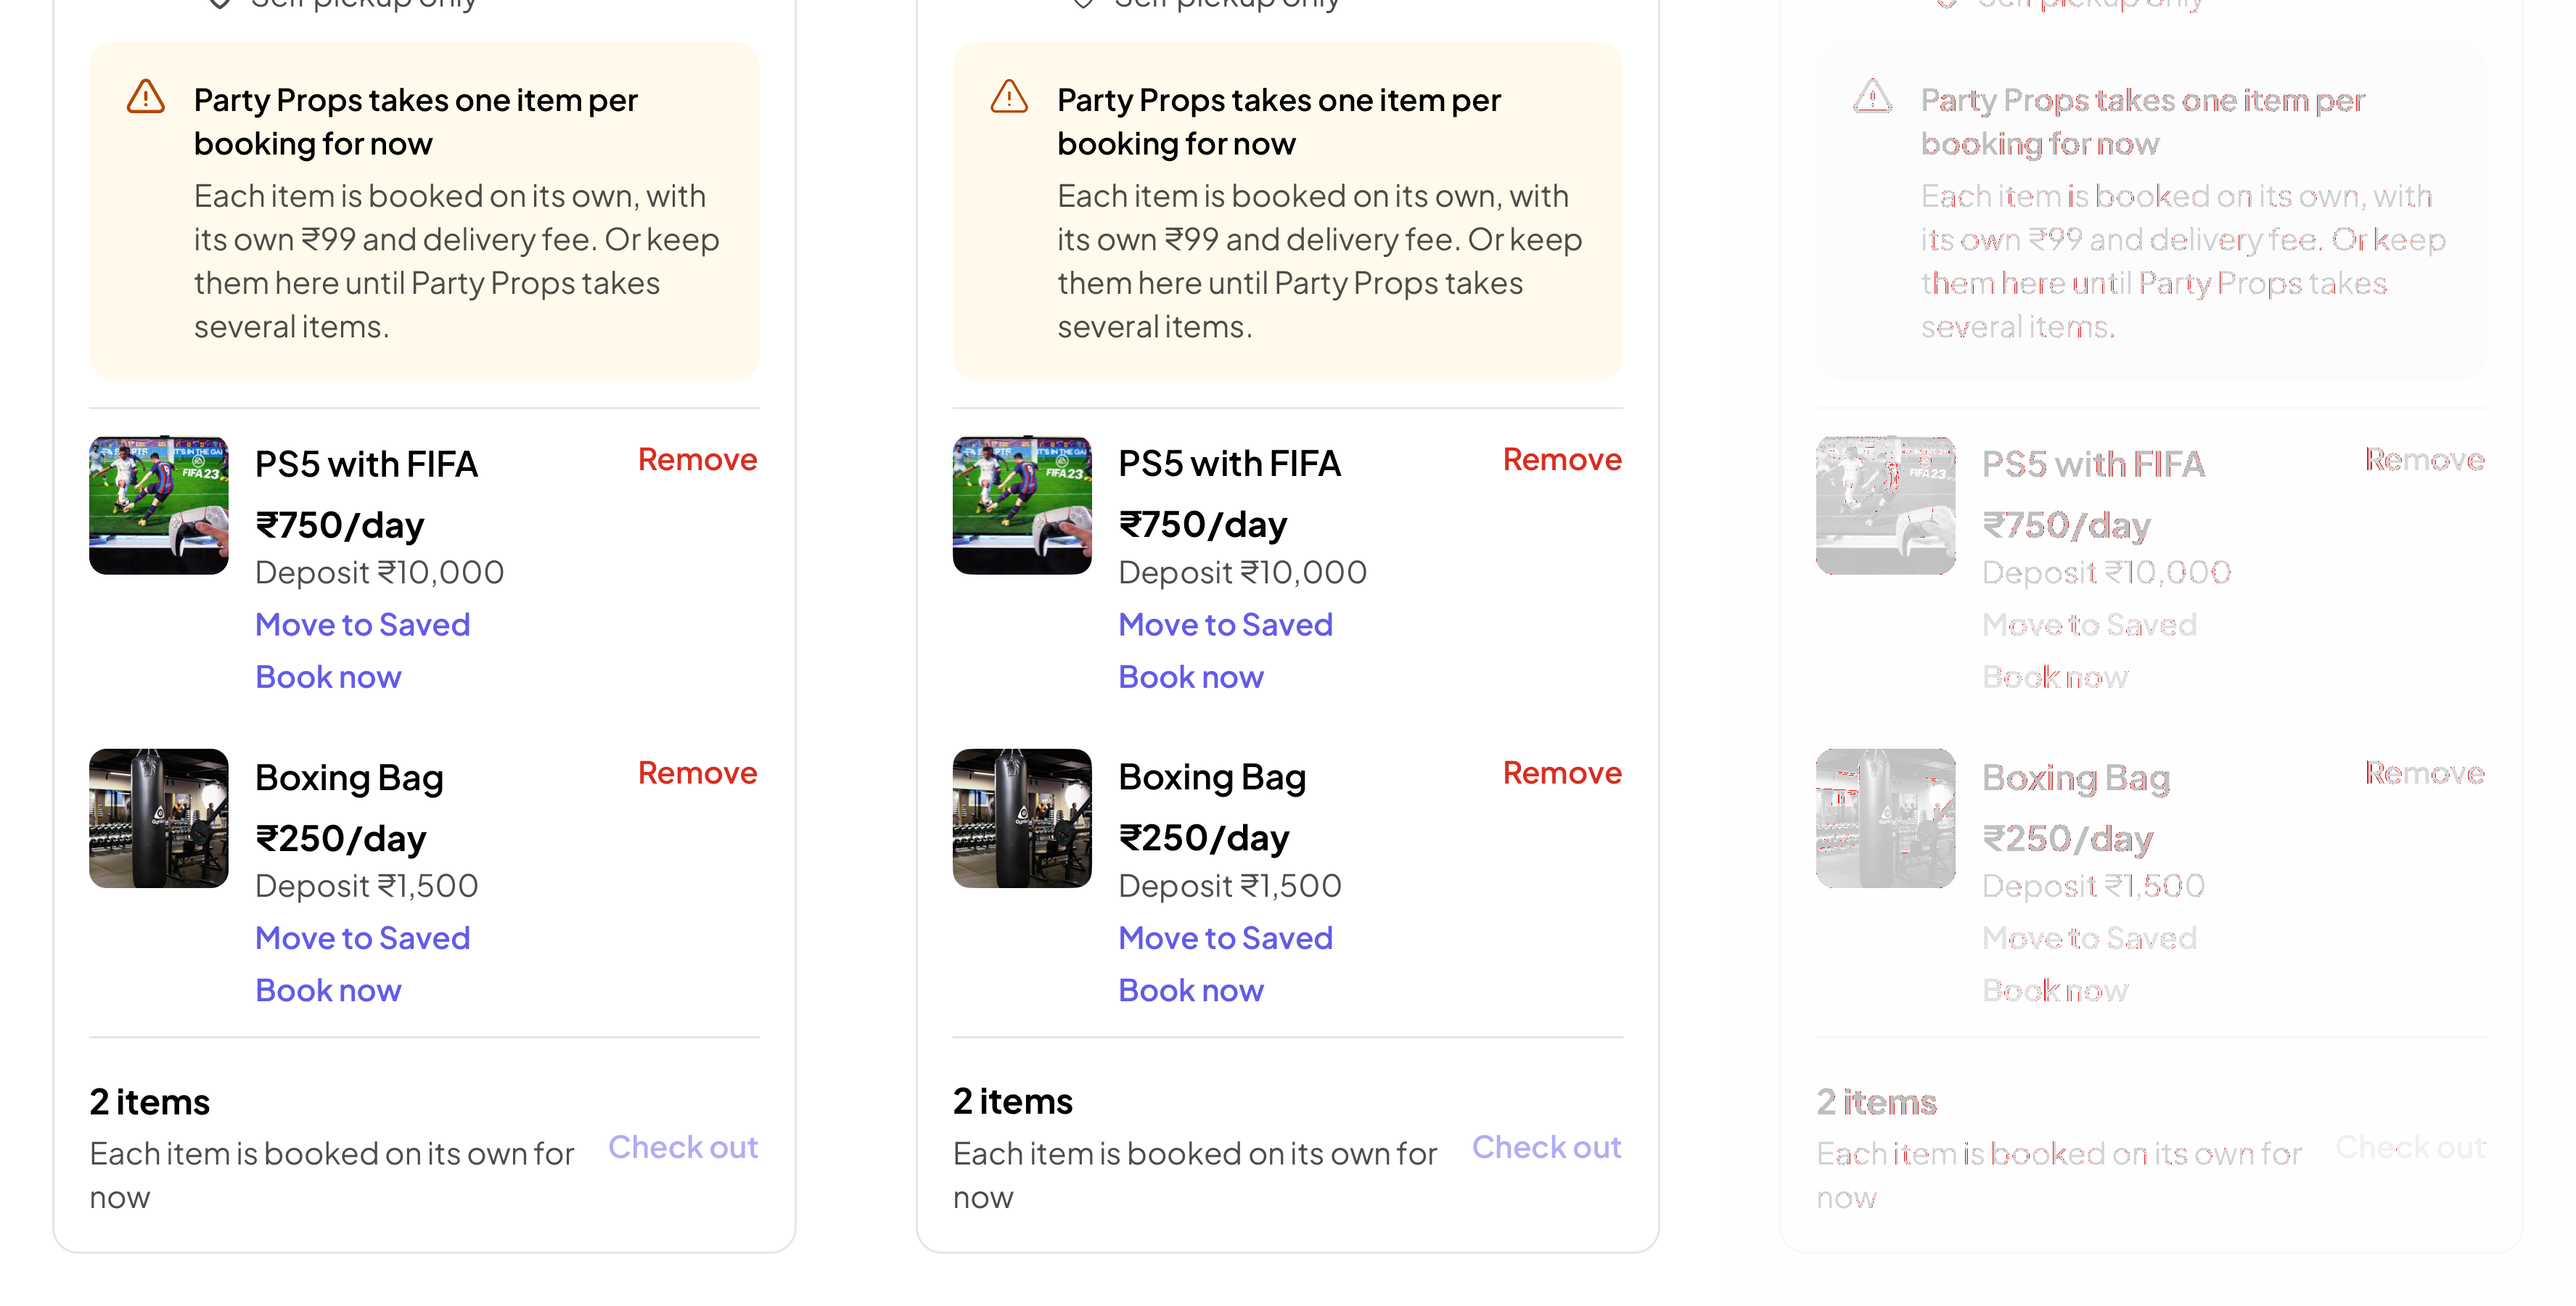 Self pickup only
Party Props takes one item per
booking for now
Each item is booked on its own, with
its own ₹99 and delivery fee. Or keep
them here until Party Props takes
several items.
FIFA 23
PS5 with FIFA
Remove
₹750/day
Deposit ₹10,000
Move to Saved
Book now
Boxing Bag
Remove
₹250/day
Deposit ₹1,500
Move to Saved
Book now
2 items
Each item is booked on its own for
now
Check out
Self pickup only
Party Props takes one item per
booking for now
Each item is booked on its own, with
its own ₹99 and delivery fee. Or keep
them here until Party Props takes
several items.
FIFA 23
PS5 with FIFA
Remove
₹750/day
Deposit ₹10,000
Move to Saved
Book now
Boxing Bag
Remove
₹250/day
Deposit ₹1,500
Move to Saved
Book now
2 items
Each item is booked on its own for
now
Check out
Self pickup only
Party Props takes one item per
booking for now
Each item is booked on its own, with
its own ₹99 and delivery fee. Or keep
them here until Party Props takes
several items.
FIFA 23
PS5 with FIFA
Remove
₹750/day
Deposit ₹10,000
Move to Saved
Book now
Boxing Bag
Remove
₹250/day
Deposit ₹1,500
Move to Saved
Book now
2 items
Each item is booked on its own for
now
Check out